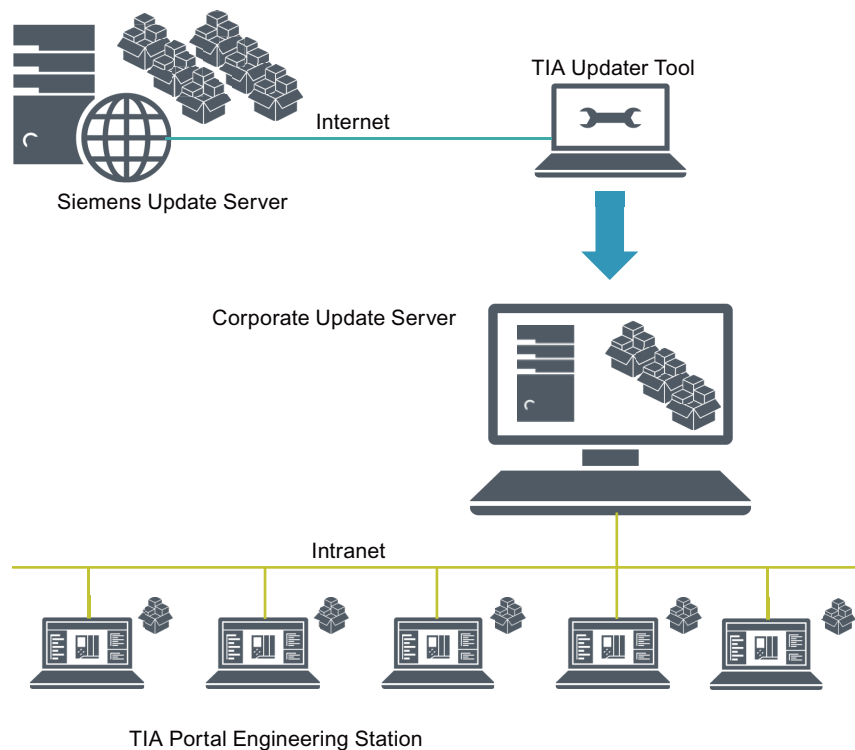 TIA Updater Tool
Internet
Siemens Update Server
Corporate Update Server
Intranet
TIA Portal Engineering Station